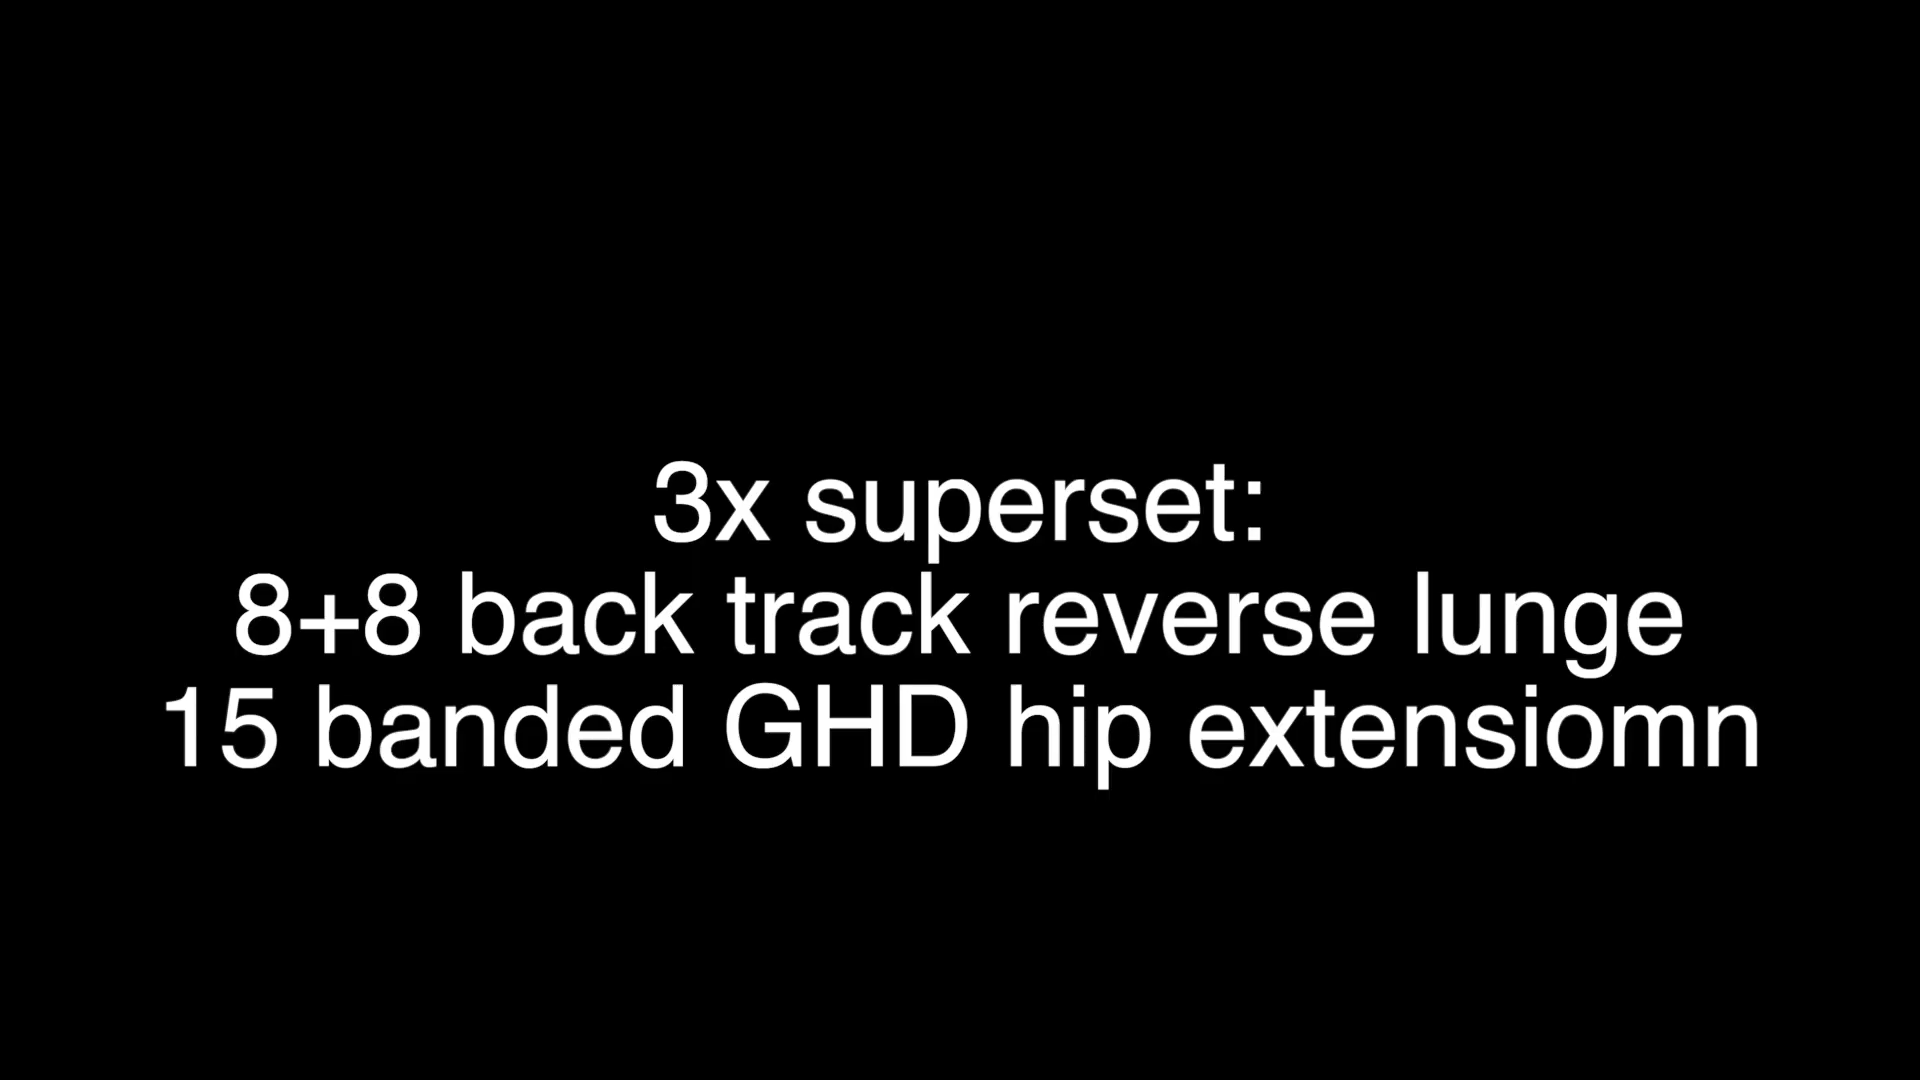 3x superset:
8+8 back track reverse lunge
15 banded GHD hip extensiomn